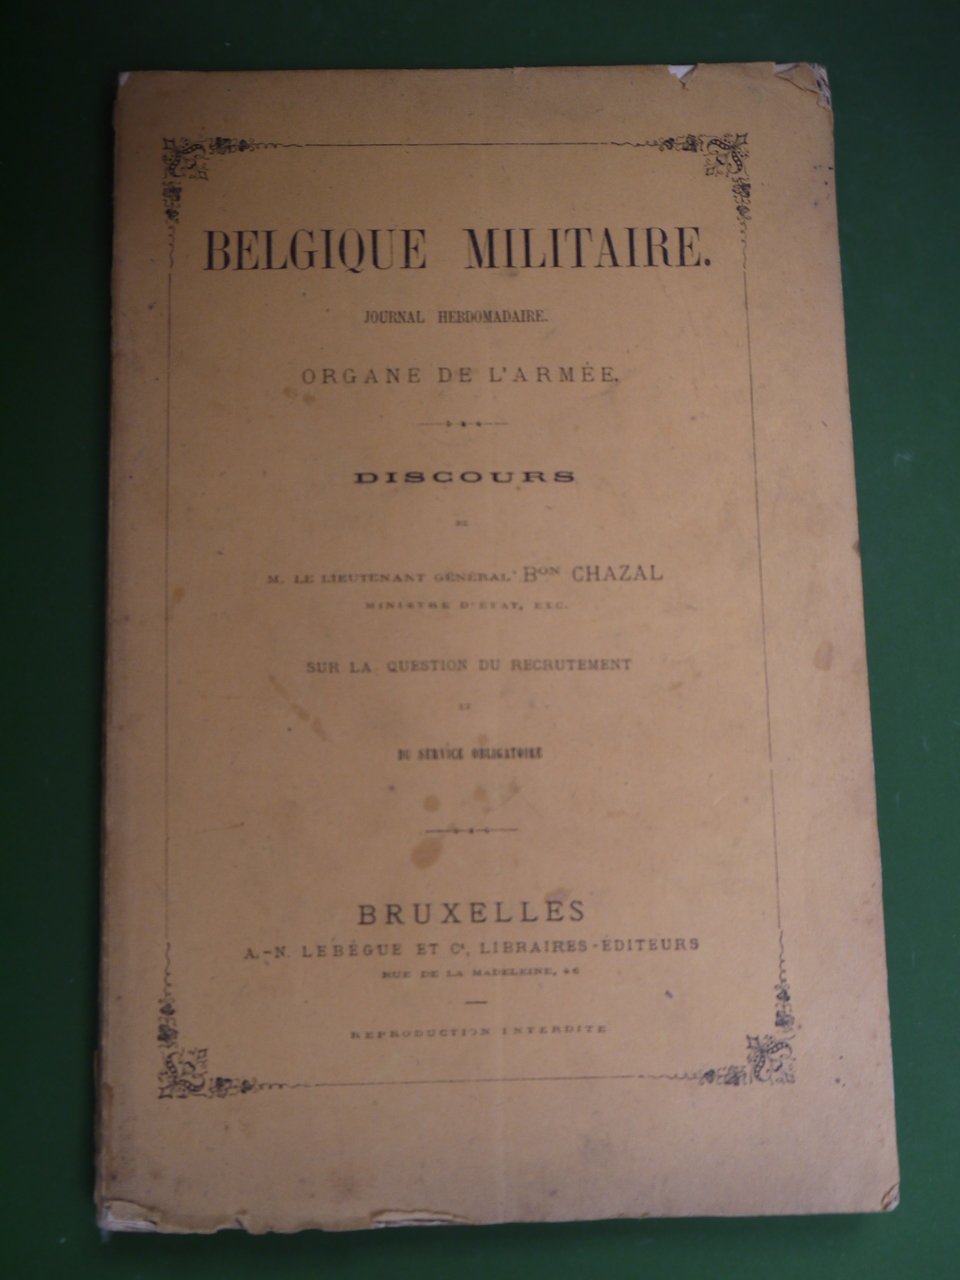 BELGIQUE MILITAIRE.
JOURNAL HEBDOMADAIRE.
ORGANE DE L'ARMÉE.
DISCOURS
DE
M. LE LIEUTENANT GÉNÉRAL BON CHAZAL
MINISTRE D'ÉTAT, ETC.
SUR LA QUESTION DU RECRUTEMENT
ET
DU SERVICE OBLIGATOIRE
BRUXELLES
A.-N. LEBÈGUE ET Cie, LIBRAIRES-ÉDITEURS
RUE DE LA MADELEINE, 46
REPRODUCTION INTERDITE